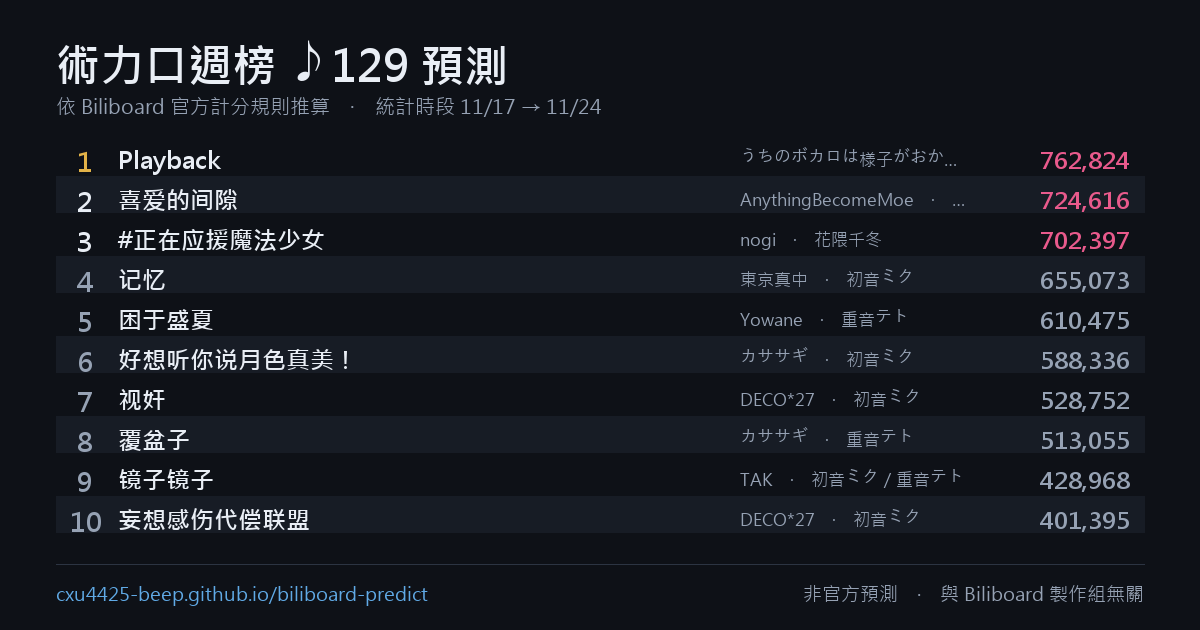 術力口週榜 ♪129 預測
依 Biliboard 官方計分規則推算 · 統計時段 11/17 → 11/24
1 Playback うちのボカロは様子がおか… 762,824
2 喜爱的间隙 AnythingBecomeMoe · … 724,616
3 #正在应援魔法少女 nogi · 花隈千冬 702,397
4 记忆 東京真中 · 初音ミク 655,073
5 困于盛夏 Yowane · 重音テト 610,475
6 好想听你说月色真美！ カササギ · 初音ミク 588,336
7 视奸 DECO*27 · 初音ミク 528,752
8 覆盆子 カササギ · 重音テト 513,055
9 镜子镜子 TAK · 初音ミク / 重音テト 428,968
10 妄想感伤代偿联盟 DECO*27 · 初音ミク 401,395
cxu4425-beep.github.io/biliboard-predict 非官方預測 · 與 Biliboard 製作組無關